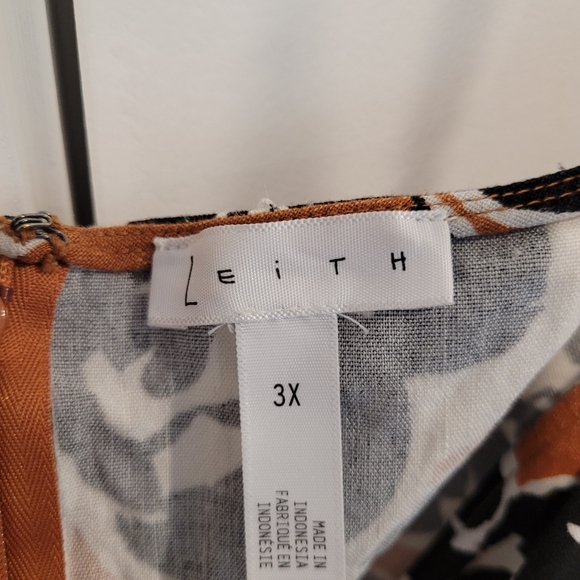 LEiTH
3X
MADE IN
INDONESIA
FABRIQUÉ EN
INDONÉSIE